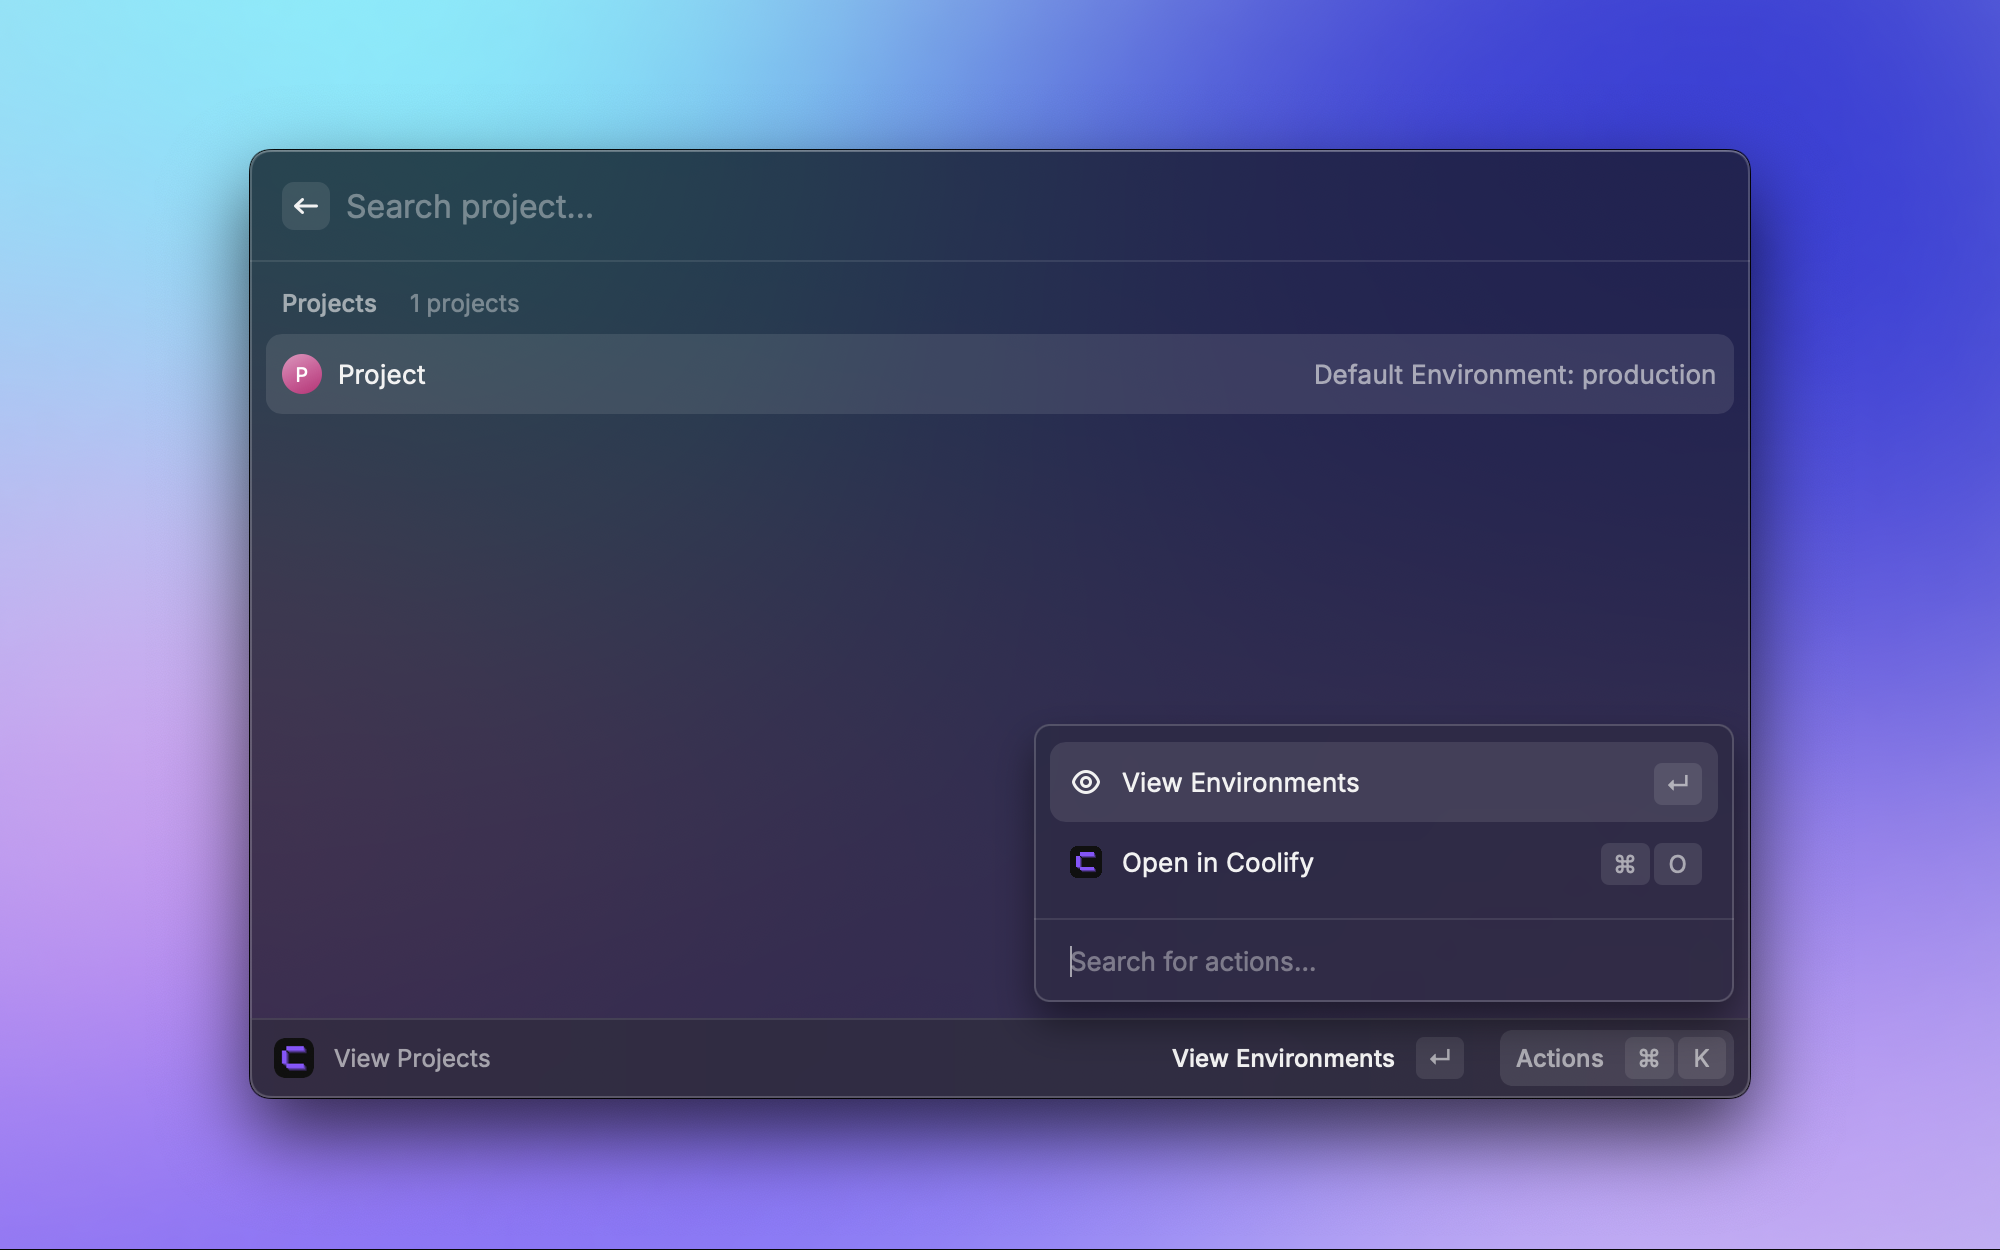 Search project...
Projects 1 projects
P Project Default Environment: production
View Environments ↵
Open in Coolify ⌘ O
Search for actions...
View Projects View Environments ↵ Actions ⌘ K